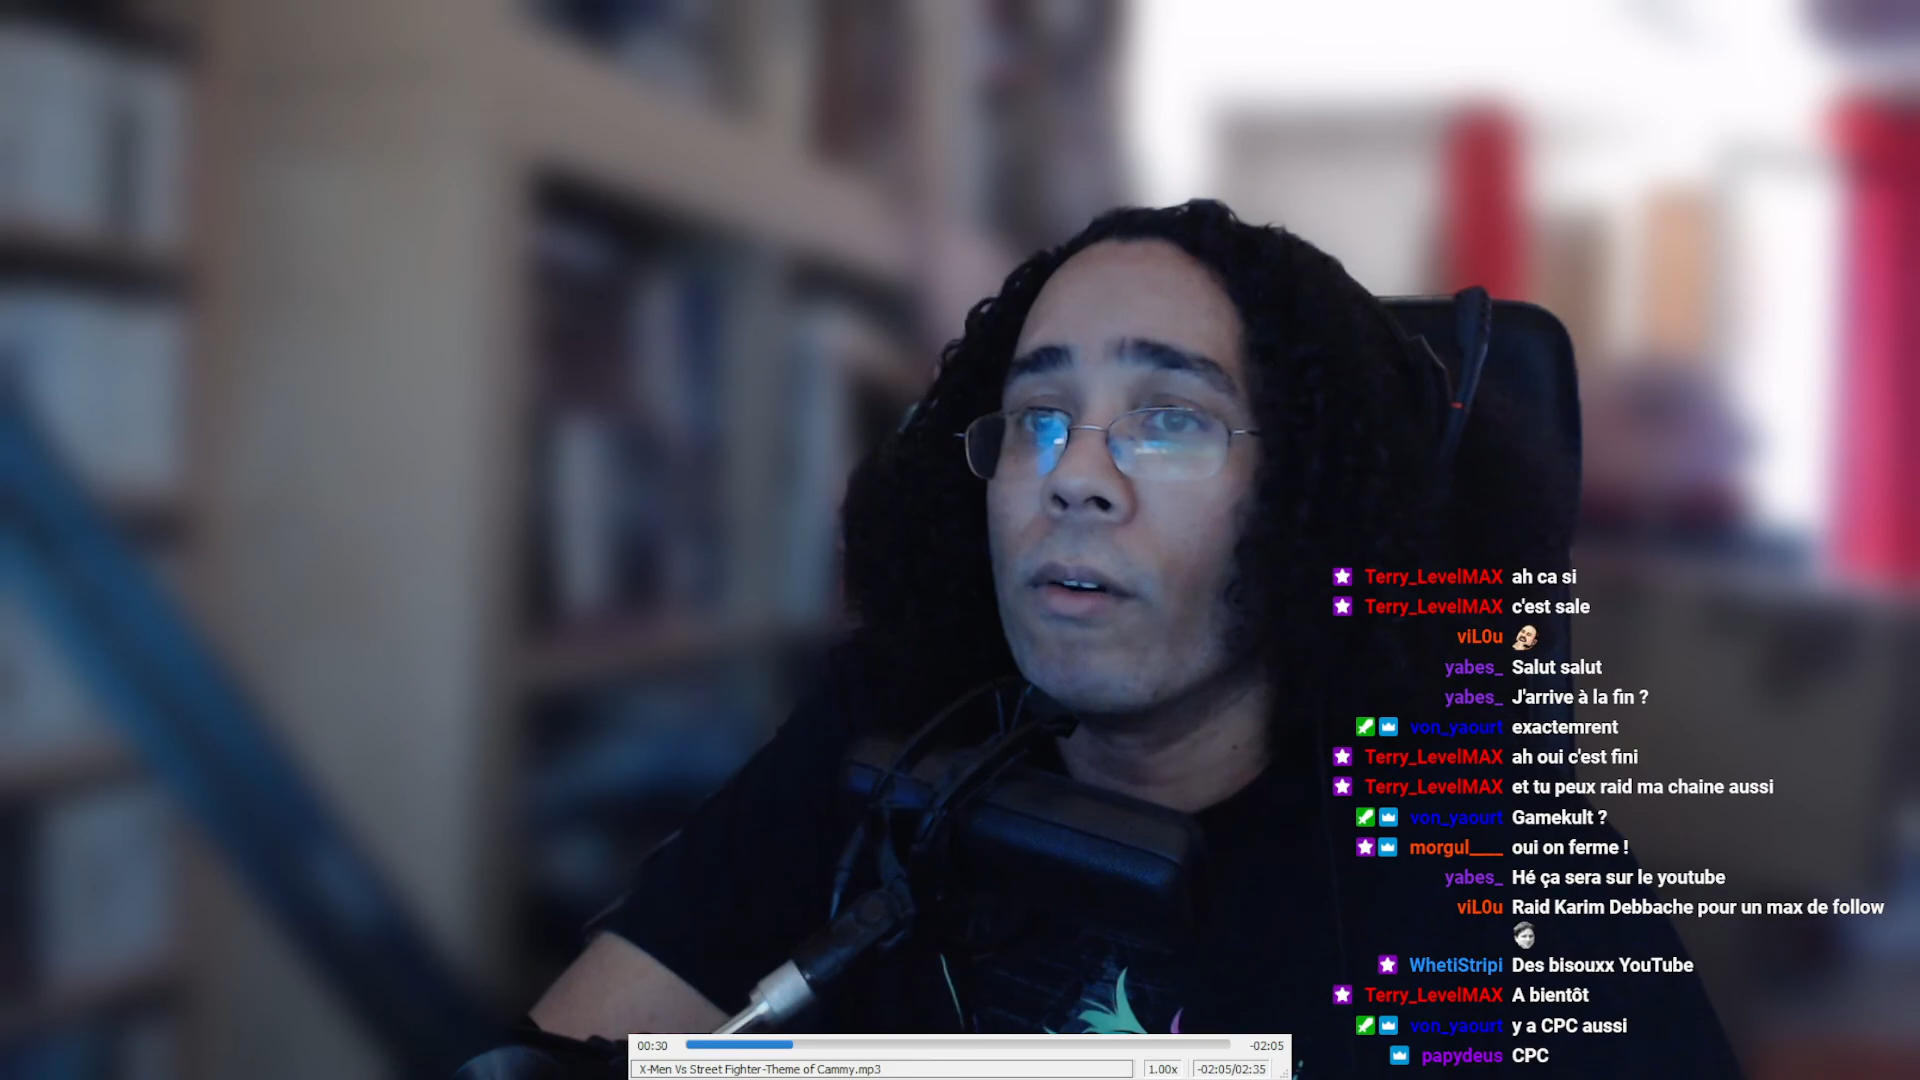 Terry_LevelMAX ah ca si
Terry_LevelMAX c'est sale
viL0u
yabes_ Salut salut
yabes_ J'arrive à la fin ?
von_yaourt exactemrent
Terry_LevelMAX ah oui c'est fini
Terry_LevelMAX et tu peux raid ma chaine aussi
von_yaourt Gamekult ?
morgul____ oui on ferme !
yabes_ Hé ça sera sur le youtube
viL0u Raid Karim Debbache pour un max de follow
WhetiStripi Des bisouxx YouTube
Terry_LevelMAX A bientôt
von_yaourt y a CPC aussi
papydeus CPC
00:30 -02:05
X-Men Vs Street Fighter-Theme of Cammy.mp3 1.00x -02:05/02:35